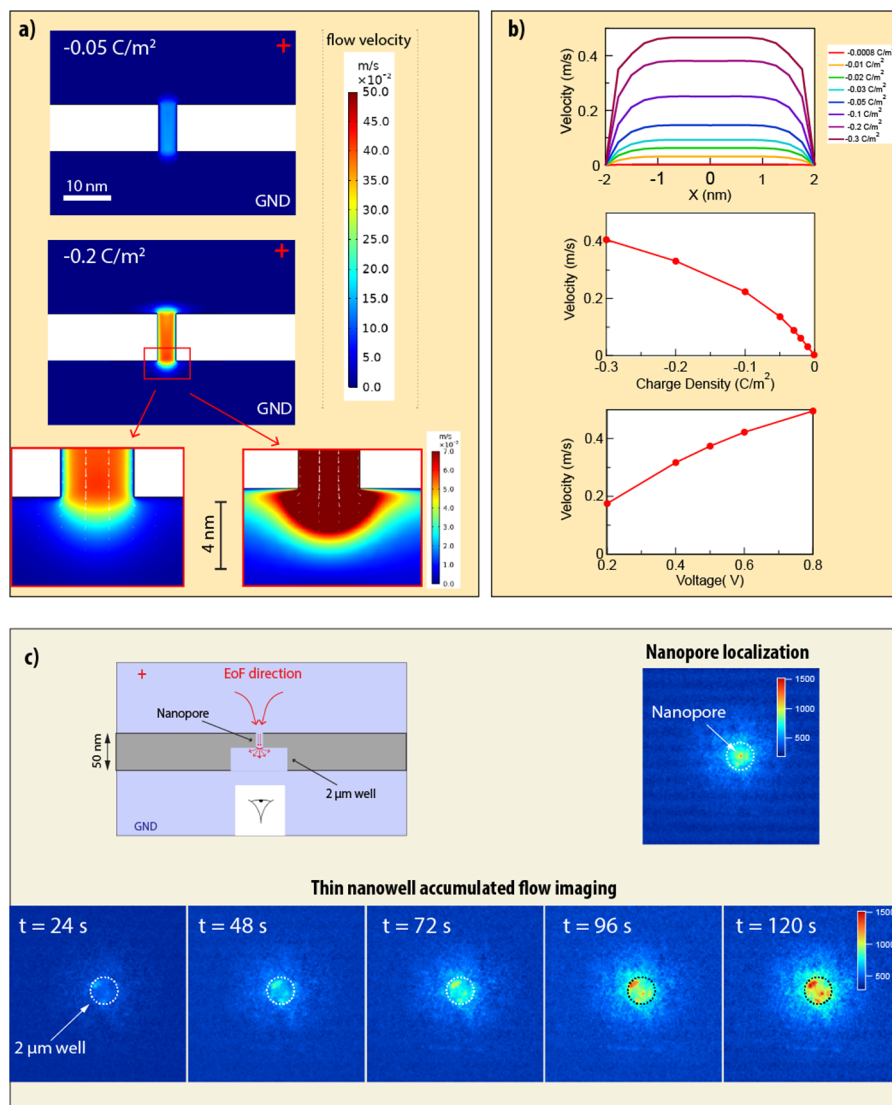 a)
-0.05 C/m²
+
10 nm
GND
-0.2 C/m²
+
GND
flow velocity
m/s
×10⁻²
50.0
45.0
40.0
35.0
30.0
25.0
20.0
15.0
10.0
5.0
0.0
4 nm
m/s
×10⁻²
7.0
6.0
5.0
4.0
3.0
2.0
1.0
0.0
b)
Velocity (m/s)
0.4
0.2
0
-2
-1
0
1
2
X (nm)
-0.0008 C/m²
-0.01 C/m²
-0.02 C/m²
-0.03 C/m²
-0.05 C/m²
-0.1 C/m²
-0.2 C/m²
-0.3 C/m²
Velocity (m/s)
0.4
0.2
0
-0.3
-0.2
-0.1
0
Charge Density (C/m²)
Velocity (m/s)
0.4
0.2
0
0.2
0.4
0.6
0.8
Voltage( V)
c)
+
EoF direction
Nanopore
50 nm
2 µm well
GND
Nanopore localization
Nanopore
1500
1000
500
Thin nanowell accumulated flow imaging
t = 24 s
2 µm well
t = 48 s
t = 72 s
t = 96 s
t = 120 s
1500
1000
500